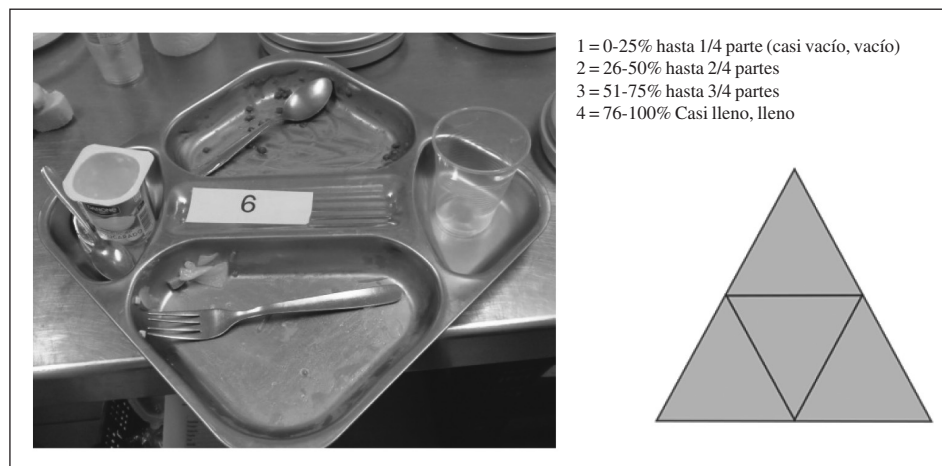 1 = 0-25% hasta 1/4 parte (casi vacío, vacío)
2 = 26-50% hasta 2/4 partes
3 = 51-75% hasta 3/4 partes
4 = 76-100% Casi lleno, lleno
6